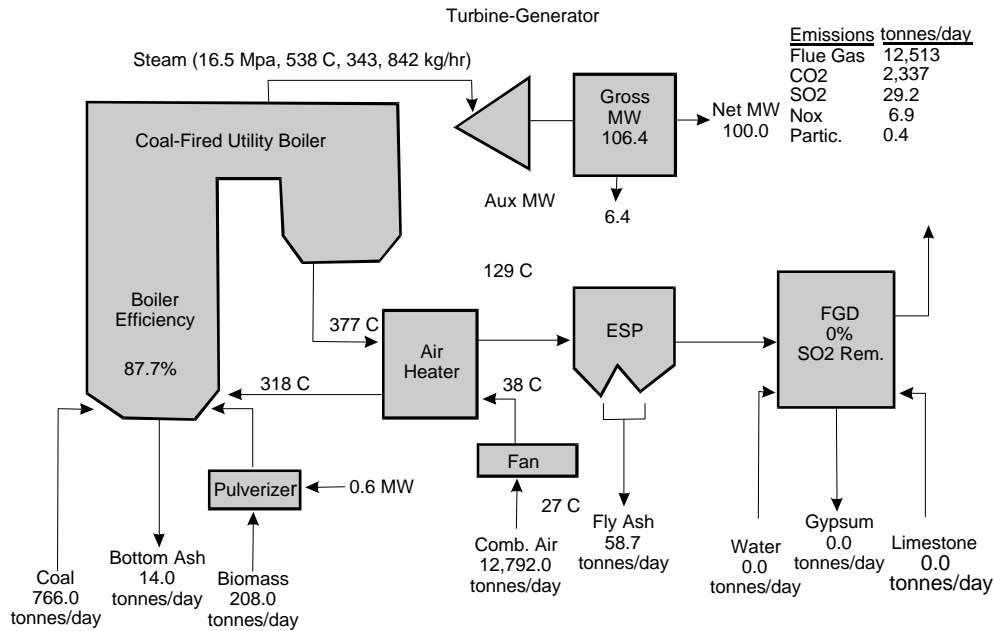 Turbine-Generator
Emissions tonnes/day
Flue Gas 12,513
CO2 2,337
SO2 29.2
Nox 6.9
Partic. 0.4
Steam (16.5 Mpa, 538 C, 343, 842 kg/hr)
Coal-Fired Utility Boiler
Gross
MW
106.4
Net MW
100.0
Aux MW
6.4
129 C
Boiler
Efficiency
87.7%
377 C
Air
Heater
ESP
FGD
0%
SO2 Rem.
318 C
38 C
Fan
27 C
Pulverizer
0.6 MW
Coal
766.0
tonnes/day
Bottom Ash
14.0
tonnes/day
Biomass
208.0
tonnes/day
Comb. Air
12,792.0
tonnes/day
Fly Ash
58.7
tonnes/day
Water
0.0
tonnes/day
Gypsum
0.0
tonnes/day
Limestone
0.0
tonnes/day